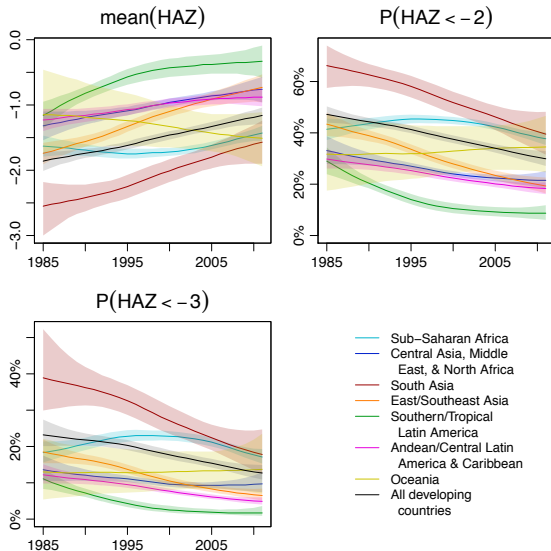 mean(HAZ)
P(HAZ < −2)
0.0
−1.0
−2.0
−3.0
1985 1995 2005
60%
40%
20%
0%
1985 1995 2005
P(HAZ < −3)
40%
20%
0%
1985 1995 2005
Sub−Saharan Africa
Central Asia, Middle
East, & North Africa
South Asia
East/Southeast Asia
Southern/Tropical
Latin America
Andean/Central Latin
America & Caribbean
Oceania
All developing
countries